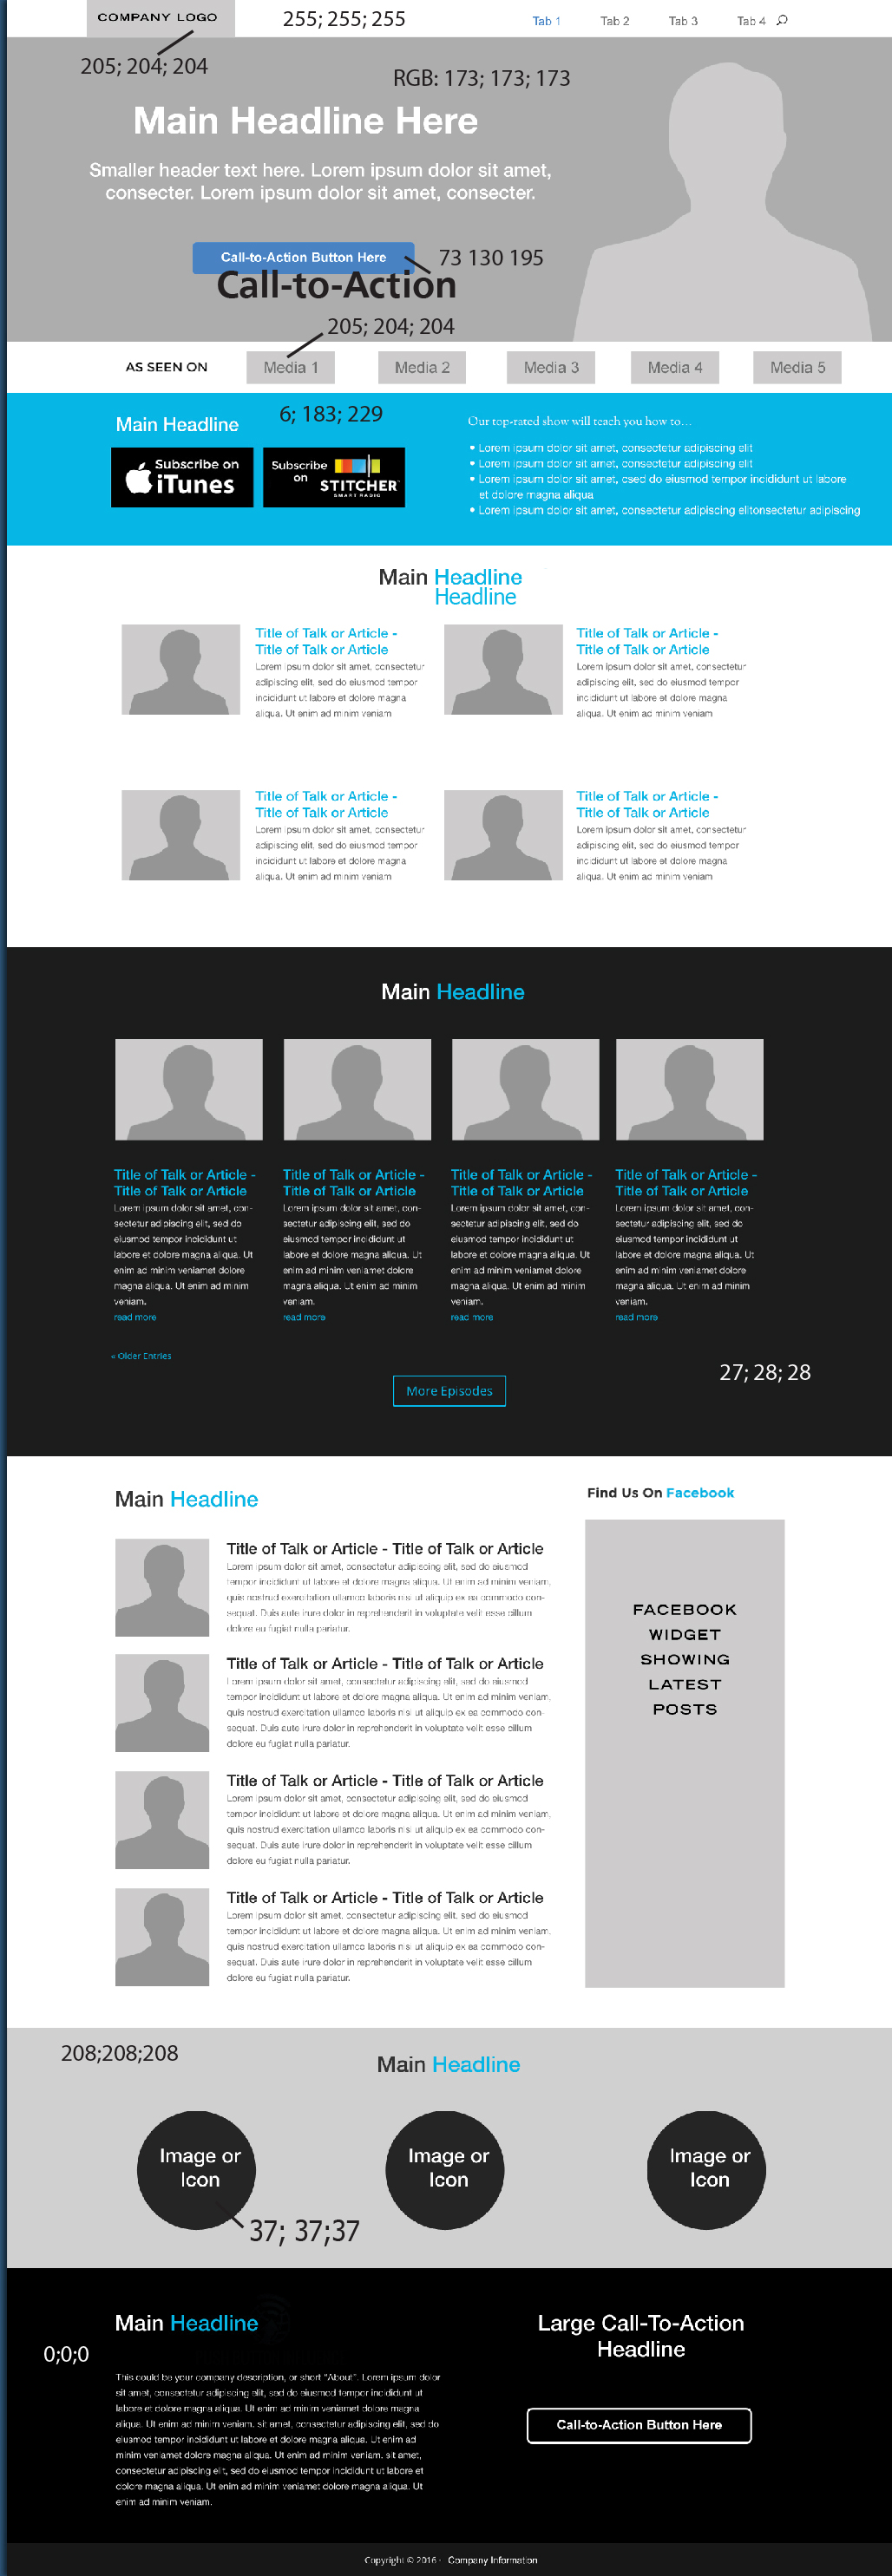 COMPANY LOGO
255; 255; 255
Tab 1
Tab 2
Tab 3
Tab 4
205; 204; 204
RGB: 173; 173; 173
Main Headline Here
Smaller header text here. Lorem ipsum dolor sit amet,
consecter. Lorem ipsum dolor sit amet, consecter.
Call-to-Action Button Here
73 130 195
Call-to-Action
205; 204; 204
AS SEEN ON
Media 1
Media 2
Media 3
Media 4
Media 5
Main Headline
6; 183; 229
Subscribe on
iTunes
Subscribe
on
STITCHER
SMART RADIO
Our top-rated show will teach you how to...
• Lorem ipsum dolor sit amet, consectetur adipiscing elit
• Lorem ipsum dolor sit amet, consectetur adipiscing elit
• Lorem ipsum dolor sit amet, csed do eiusmod tempor incididunt ut labore
et dolore magna aliqua
• Lorem ipsum dolor sit amet, consectetur adipiscing elitonsectetur adipiscing
Main Headline
Headline
Title of Talk or Article -
Title of Talk or Article
Lorem ipsum dolor sit amet, consectetur
adipiscing elit, sed do eiusmod tempor
incididunt ut labore et dolore magna
aliqua. Ut enim ad minim veniam
Title of Talk or Article -
Title of Talk or Article
Lorem ipsum dolor sit amet, consectetur
adipiscing elit, sed do eiusmod tempor
incididunt ut labore et dolore magna
aliqua. Ut enim ad minim veniam
Title of Talk or Article -
Title of Talk or Article
Lorem ipsum dolor sit amet, consectetur
adipiscing elit, sed do eiusmod tempor
incididunt ut labore et dolore magna
aliqua. Ut enim ad minim veniam
Title of Talk or Article -
Title of Talk or Article
Lorem ipsum dolor sit amet, consectetur
adipiscing elit, sed do eiusmod tempor
incididunt ut labore et dolore magna
aliqua. Ut enim ad minim veniam
Main Headline
Title of Talk or Article -
Title of Talk or Article
Lorem ipsum dolor sit amet, con-
sectetur adipiscing elit, sed do
eiusmod tempor incididunt ut
labore et dolore magna aliqua. Ut
enim ad minim veniamet dolore
magna aliqua. Ut enim ad minim
veniam.
read more
Title of Talk or Article -
Title of Talk or Article
Lorem ipsum dolor sit amet, con-
sectetur adipiscing elit, sed do
eiusmod tempor incididunt ut
labore et dolore magna aliqua. Ut
enim ad minim veniamet dolore
magna aliqua. Ut enim ad minim
veniam.
read more
Title of Talk or Article -
Title of Talk or Article
Lorem ipsum dolor sit amet, con-
sectetur adipiscing elit, sed do
eiusmod tempor incididunt ut
labore et dolore magna aliqua. Ut
enim ad minim veniamet dolore
magna aliqua. Ut enim ad minim
veniam.
read more
Title of Talk or Article -
Title of Talk or Article
Lorem ipsum dolor sit amet, con-
sectetur adipiscing elit, sed do
eiusmod tempor incididunt ut
labore et dolore magna aliqua. Ut
enim ad minim veniamet dolore
magna aliqua. Ut enim ad minim
veniam.
read more
« Older Entries
27; 28; 28
More Episodes
Main Headline
Title of Talk or Article - Title of Talk or Article
Lorem ipsum dolor sit amet, consectetur adipiscing elit, sed do eiusmod
tempor incididunt ut labore et dolore magna aliqua. Ut enim ad minim veniam,
quis nostrud exercitation ullamco laboris nisi ut aliquip ex ea commodo con-
sequat. Duis aute irure dolor in reprehenderit in voluptate velit esse cillum
dolore eu fugiat nulla pariatur.
Title of Talk or Article - Title of Talk or Article
Lorem ipsum dolor sit amet, consectetur adipiscing elit, sed do eiusmod
tempor incididunt ut labore et dolore magna aliqua. Ut enim ad minim veniam,
quis nostrud exercitation ullamco laboris nisi ut aliquip ex ea commodo con-
sequat. Duis aute irure dolor in reprehenderit in voluptate velit esse cillum
dolore eu fugiat nulla pariatur.
Title of Talk or Article - Title of Talk or Article
Lorem ipsum dolor sit amet, consectetur adipiscing elit, sed do eiusmod
tempor incididunt ut labore et dolore magna aliqua. Ut enim ad minim veniam,
quis nostrud exercitation ullamco laboris nisi ut aliquip ex ea commodo con-
sequat. Duis aute irure dolor in reprehenderit in voluptate velit esse cillum
dolore eu fugiat nulla pariatur.
Title of Talk or Article - Title of Talk or Article
Lorem ipsum dolor sit amet, consectetur adipiscing elit, sed do eiusmod
tempor incididunt ut labore et dolore magna aliqua. Ut enim ad minim veniam,
quis nostrud exercitation ullamco laboris nisi ut aliquip ex ea commodo con-
sequat. Duis aute irure dolor in reprehenderit in voluptate velit esse cillum
dolore eu fugiat nulla pariatur.
Find Us On Facebook
FACEBOOK
WIDGET
SHOWING
LATEST
POSTS
208;208;208
Main Headline
Image or
Icon
Image or
Icon
Image or
Icon
37; 37;37
Main Headline
0;0;0
This could be your company description, or short "About". Lorem ipsum dolor
sit amet, consectetur adipiscing elit, sed do eiusmod tempor incididunt ut
labore et dolore magna aliqua. Ut enim ad minim veniamet dolore magna
aliqua. Ut enim ad minim veniam. sit amet, consectetur adipiscing elit, sed do
eiusmod tempor incididunt ut labore et dolore magna aliqua. Ut enim ad
minim veniamet dolore magna aliqua. Ut enim ad minim veniam. sit amet,
consectetur adipiscing elit, sed do eiusmod tempor incididunt ut labore et
dolore magna aliqua. Ut enim ad minim veniamet dolore magna aliqua. Ut
enim ad minim veniam.
Large Call-To-Action
Headline
Call-to-Action Button Here
Copyright © 2016 - Company Information